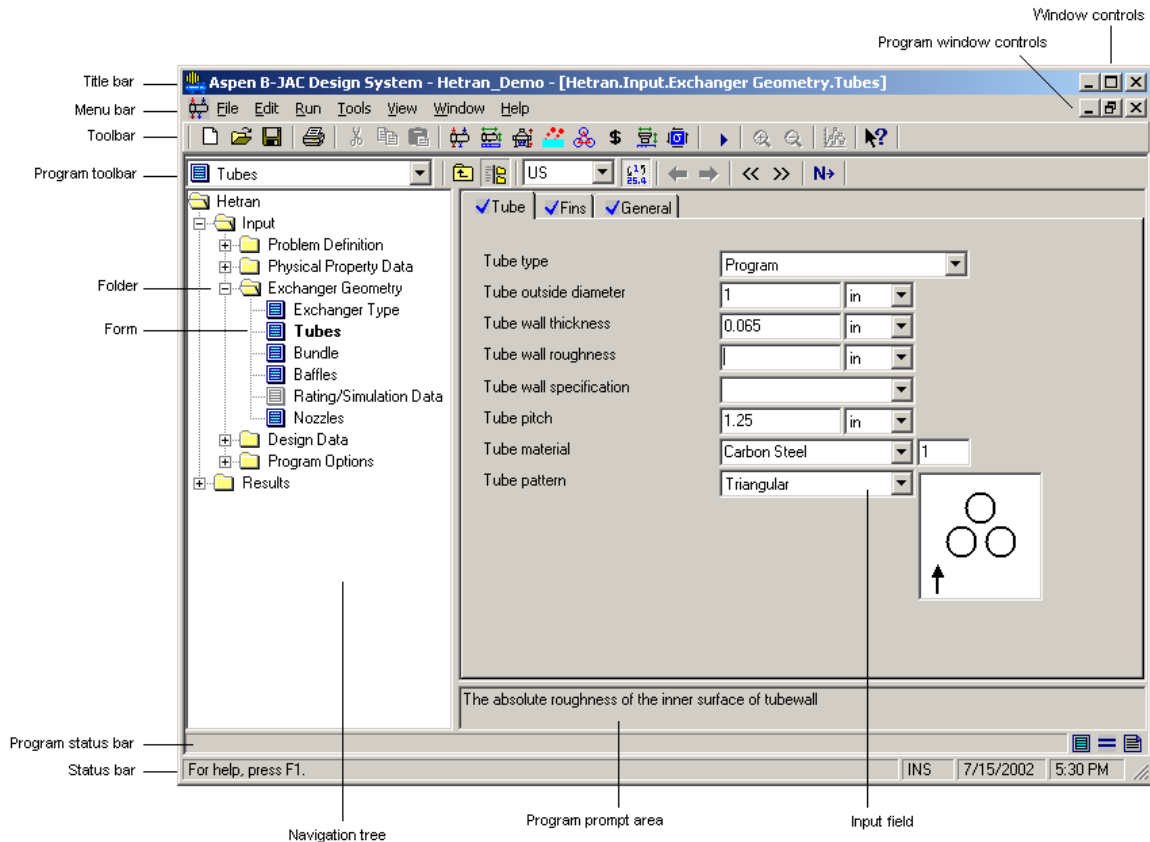 Window controls
Program window controls
Title bar
Aspen B-JAC Design System - Hetran_Demo - [Hetran.Input.Exchanger Geometry.Tubes]
Menu bar
File Edit Run Tools View Window Help
Toolbar
$ ?
Program toolbar
Tubes
US
6 15
25.4
N
Hetran
Input
Problem Definition
Physical Property Data
Folder
Exchanger Geometry
Exchanger Type
Form
Tubes
Bundle
Baffles
Rating/Simulation Data
Nozzles
Design Data
Program Options
Results
Tube Fins General
Tube type Program
Tube outside diameter 1 in
Tube wall thickness 0.065 in
Tube wall roughness in
Tube wall specification
Tube pitch 1.25 in
Tube material Carbon Steel 1
Tube pattern Triangular
The absolute roughness of the inner surface of tubewall
Program status bar
Status bar
For help, press F1. INS 7/15/2002 5:30 PM
Navigation tree
Program prompt area
Input field